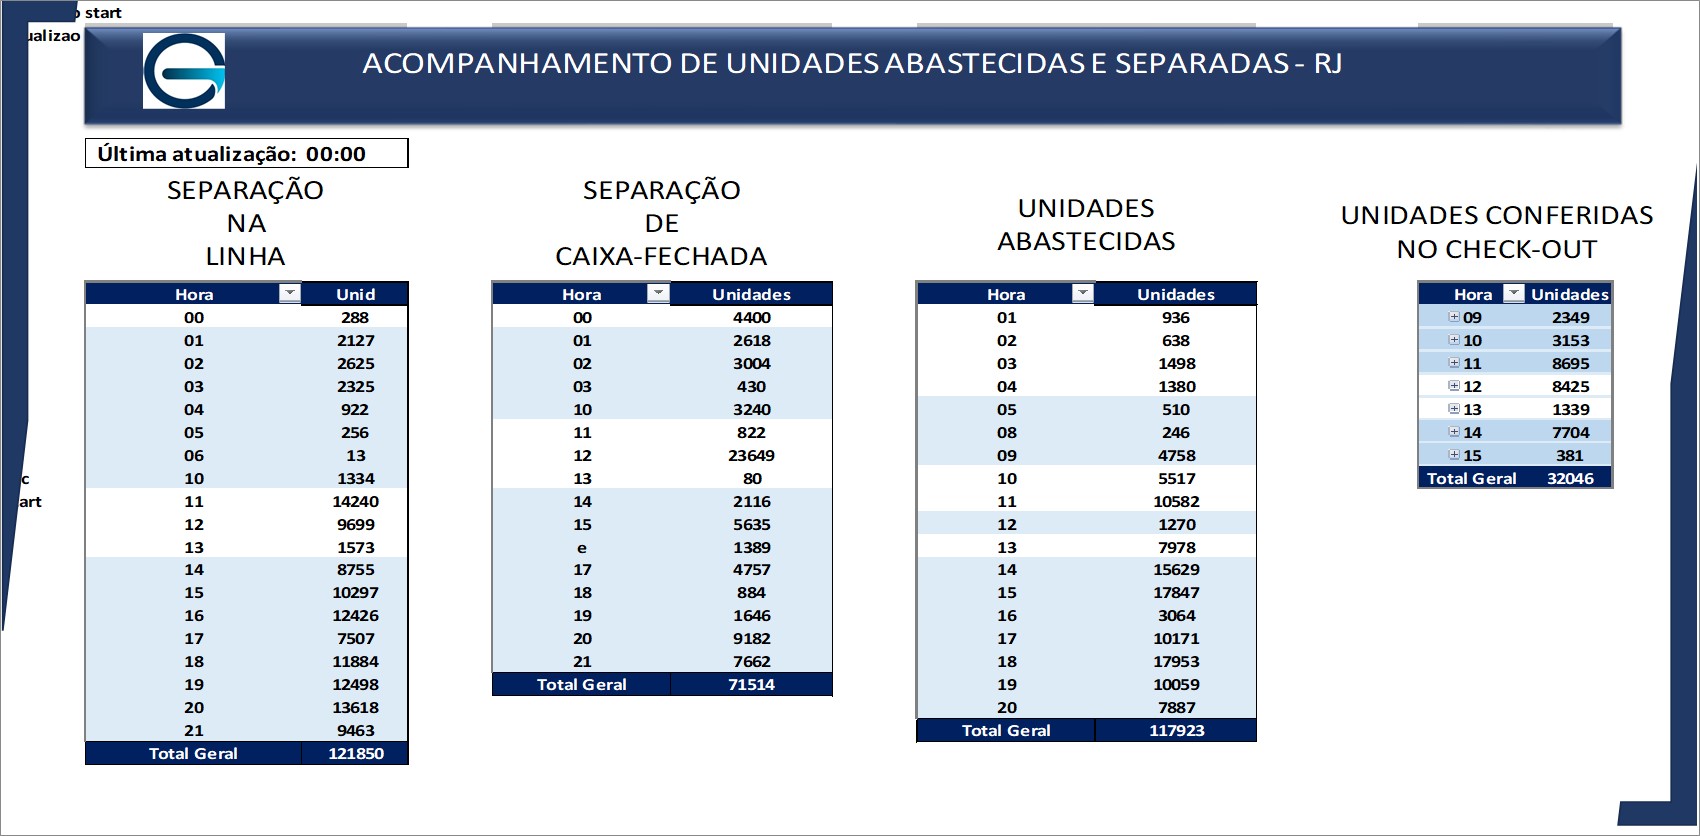 start
ualizao
ACOMPANHAMENTO DE UNIDADES ABASTECIDAS E SEPARADAS - RJ
Última atualização: 00:00
SEPARAÇÃO
NA
LINHA
Hora Unid
00 288
01 2127
02 2625
03 2325
04 922
05 256
06 13
10 1334
11 14240
12 9699
13 1573
14 8755
15 10297
16 12426
17 7507
18 11884
19 12498
20 13618
21 9463
Total Geral 121850
SEPARAÇÃO
DE
CAIXA-FECHADA
Hora Unidades
00 4400
01 2618
02 3004
03 430
10 3240
11 822
12 23649
13 80
14 2116
15 5635
e 1389
17 4757
18 884
19 1646
20 9182
21 7662
Total Geral 71514
UNIDADES
ABASTECIDAS
Hora Unidades
01 936
02 638
03 1498
04 1380
05 510
08 246
09 4758
10 5517
11 10582
12 1270
13 7978
14 15629
15 17847
16 3064
17 10171
18 17953
19 10059
20 7887
Total Geral 117923
UNIDADES CONFERIDAS
NO CHECK-OUT
Hora Unidades
09 2349
10 3153
11 8695
12 8425
13 1339
14 7704
15 381
Total Geral 32046
c
art